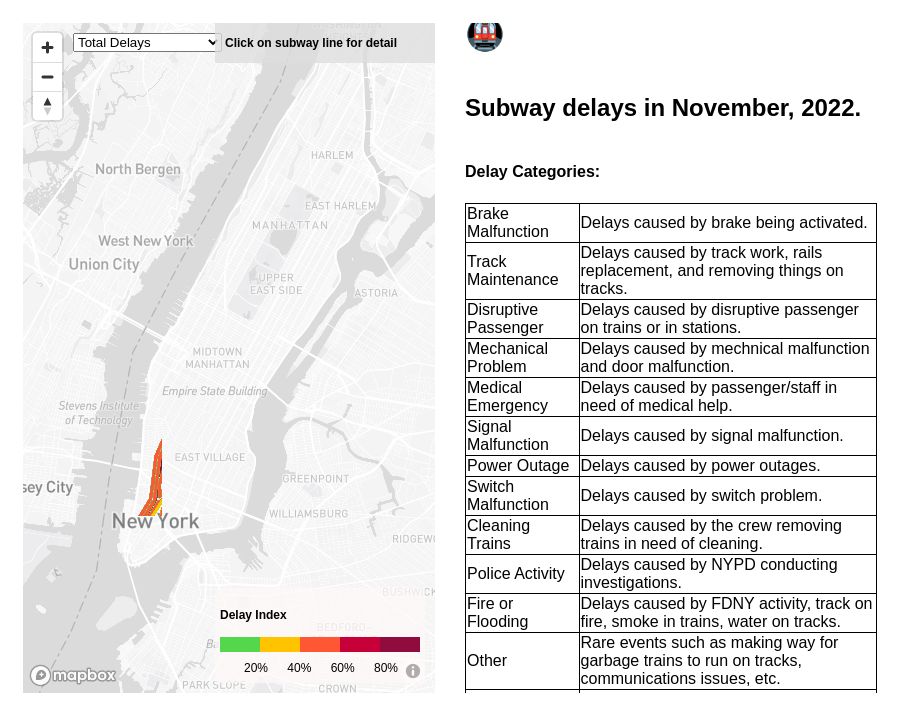 Total Delays
Click on subway line for detail
HARLEM
North Bergen
EAST HARLEM
MANHATTAN
West New York
Union City
UPPER
EAST SIDE
ASTORIA
MIDTOWN
MANHATTAN
Empire State Building
Stevens Institute
of Technology
EAST VILLAGE
GREENPOINT
sey City
WILLIAMSBURG
New York
RIDGEWO
BUSHWICK
Delay Index
BEDFORD-
20% 40% 60% 80%
mapbox
PARK SLOPE
CROWN
Subway delays in November, 2022.
Delay Categories:
Brake
Malfunction
Delays caused by brake being activated.
Track
Maintenance
Delays caused by track work, rails
replacement, and removing things on
tracks.
Disruptive
Passenger
Delays caused by disruptive passenger
on trains or in stations.
Mechanical
Problem
Delays caused by mechnical malfunction
and door malfunction.
Medical
Emergency
Delays caused by passenger/staff in
need of medical help.
Signal
Malfunction
Delays caused by signal malfunction.
Power Outage
Delays caused by power outages.
Switch
Malfunction
Delays caused by switch problem.
Cleaning
Trains
Delays caused by the crew removing
trains in need of cleaning.
Police Activity
Delays caused by NYPD conducting
investigations.
Fire or
Flooding
Delays caused by FDNY activity, track on
fire, smoke in trains, water on tracks.
Other
Rare events such as making way for
garbage trains to run on tracks,
communications issues, etc.